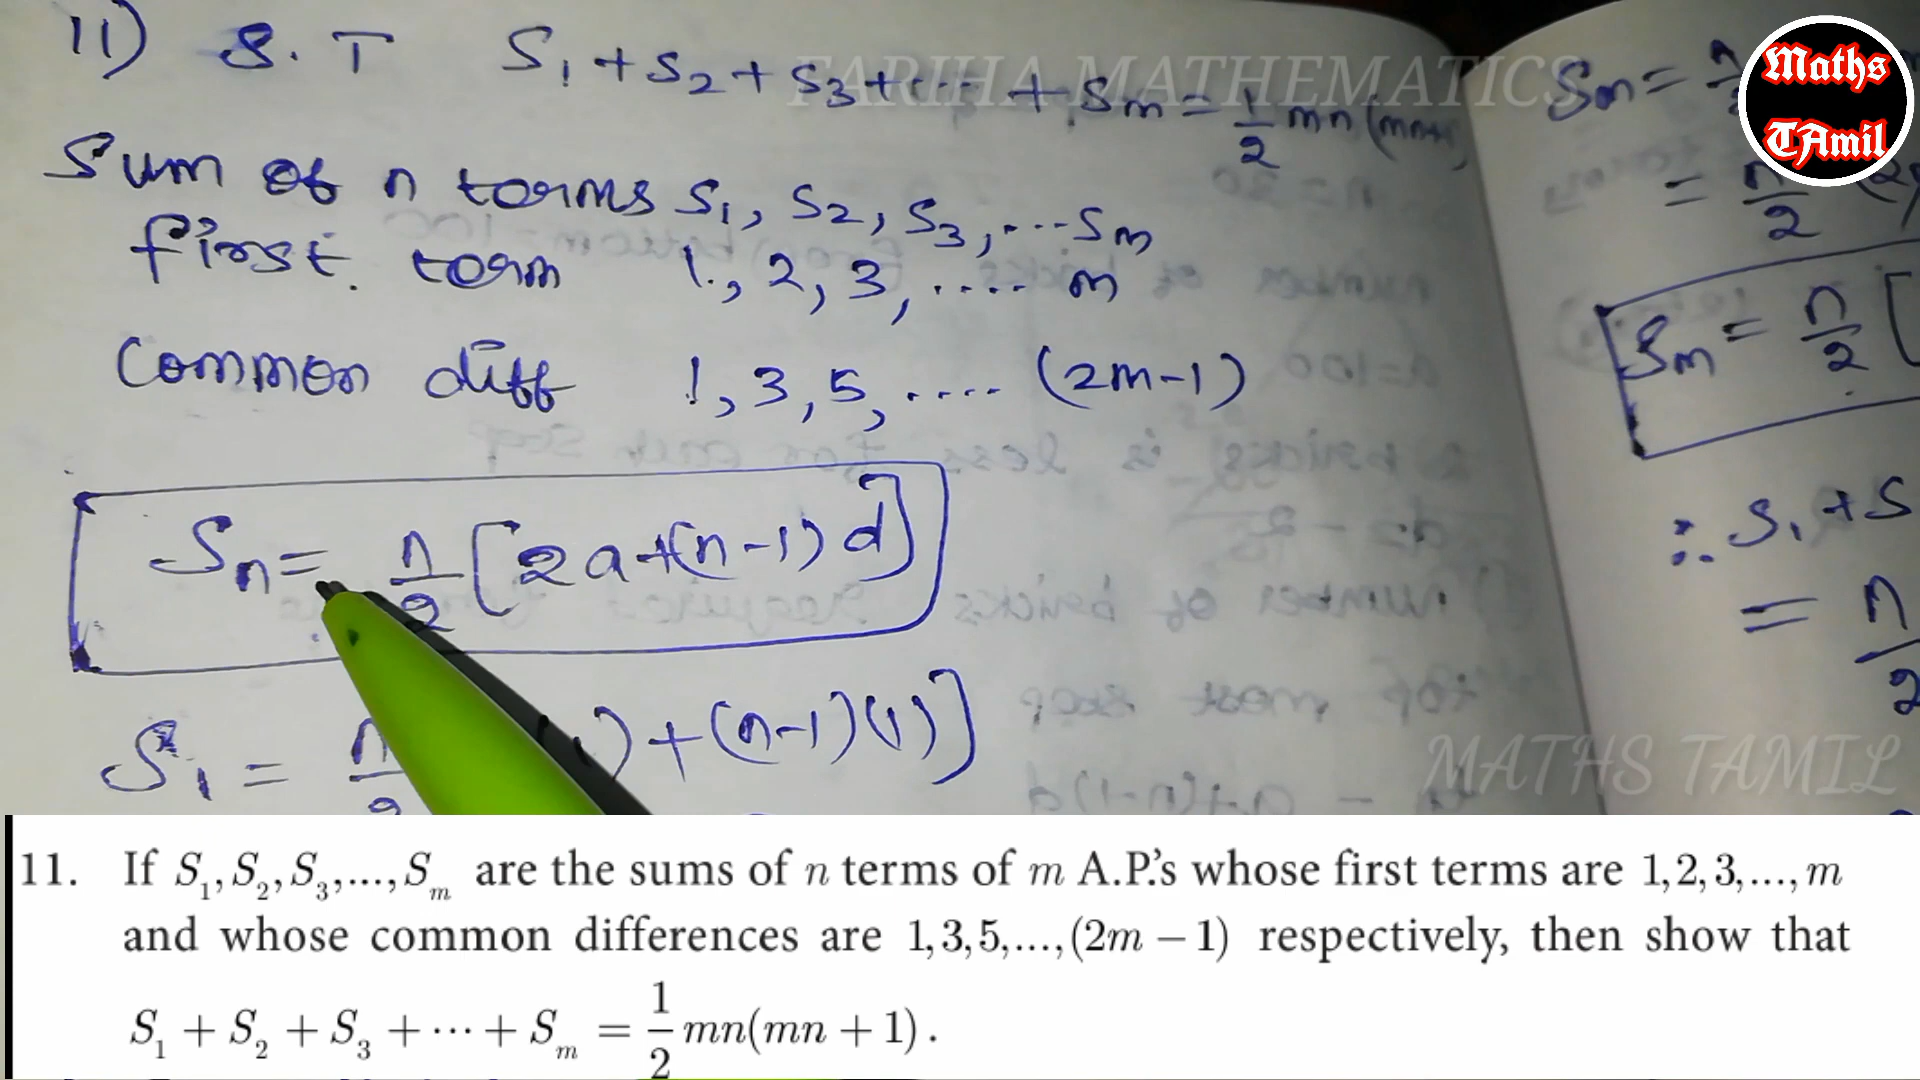 11) S. T S₁ + S₂ + S₃ + ... + Sₘ = 1/2 mn (mn+
FARIHA MATHEMATICS
Sum of n terms S₁, S₂, S₃, ... Sₘ
first. term 1, 2, 3, .... m
Common diff 1, 3, 5, .... (2m-1)
Sₙ = n/2 [2a+(n-1) d]
S₁ = ) + (n-1)(1)]
Maths
TAmil
Sₘ = n/2 [
∴ S₁ + S
= n/2
MATHS TAMIL
11. If S₁, S₂, S₃, ..., Sₘ are the sums of n terms of m A.P.'s whose first terms are 1, 2, 3, ..., m
and whose common differences are 1, 3, 5, ..., (2m − 1) respectively, then show that
S₁ + S₂ + S₃ + ⋯ + Sₘ = 1/2 mn(mn + 1).